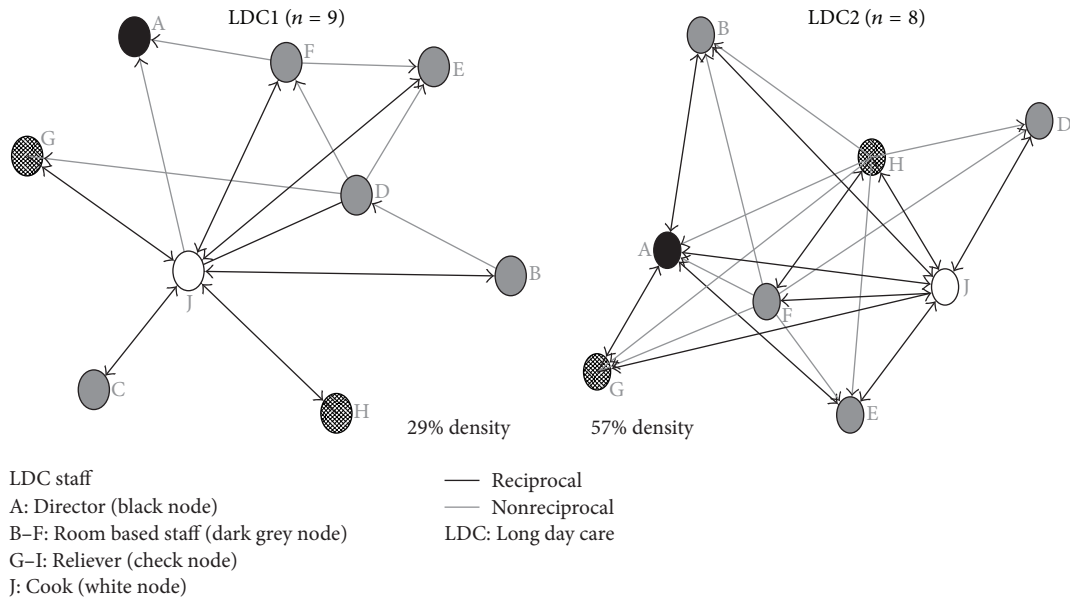 LDC1 (n = 9)
A
F
E
G
D
B
J
C
H
29% density
LDC2 (n = 8)
B
D
H
A
J
F
G
E
57% density
LDC staff
A: Director (black node)
B–F: Room based staff (dark grey node)
G–I: Reliever (check node)
J: Cook (white node)
Reciprocal
Nonreciprocal
LDC: Long day care